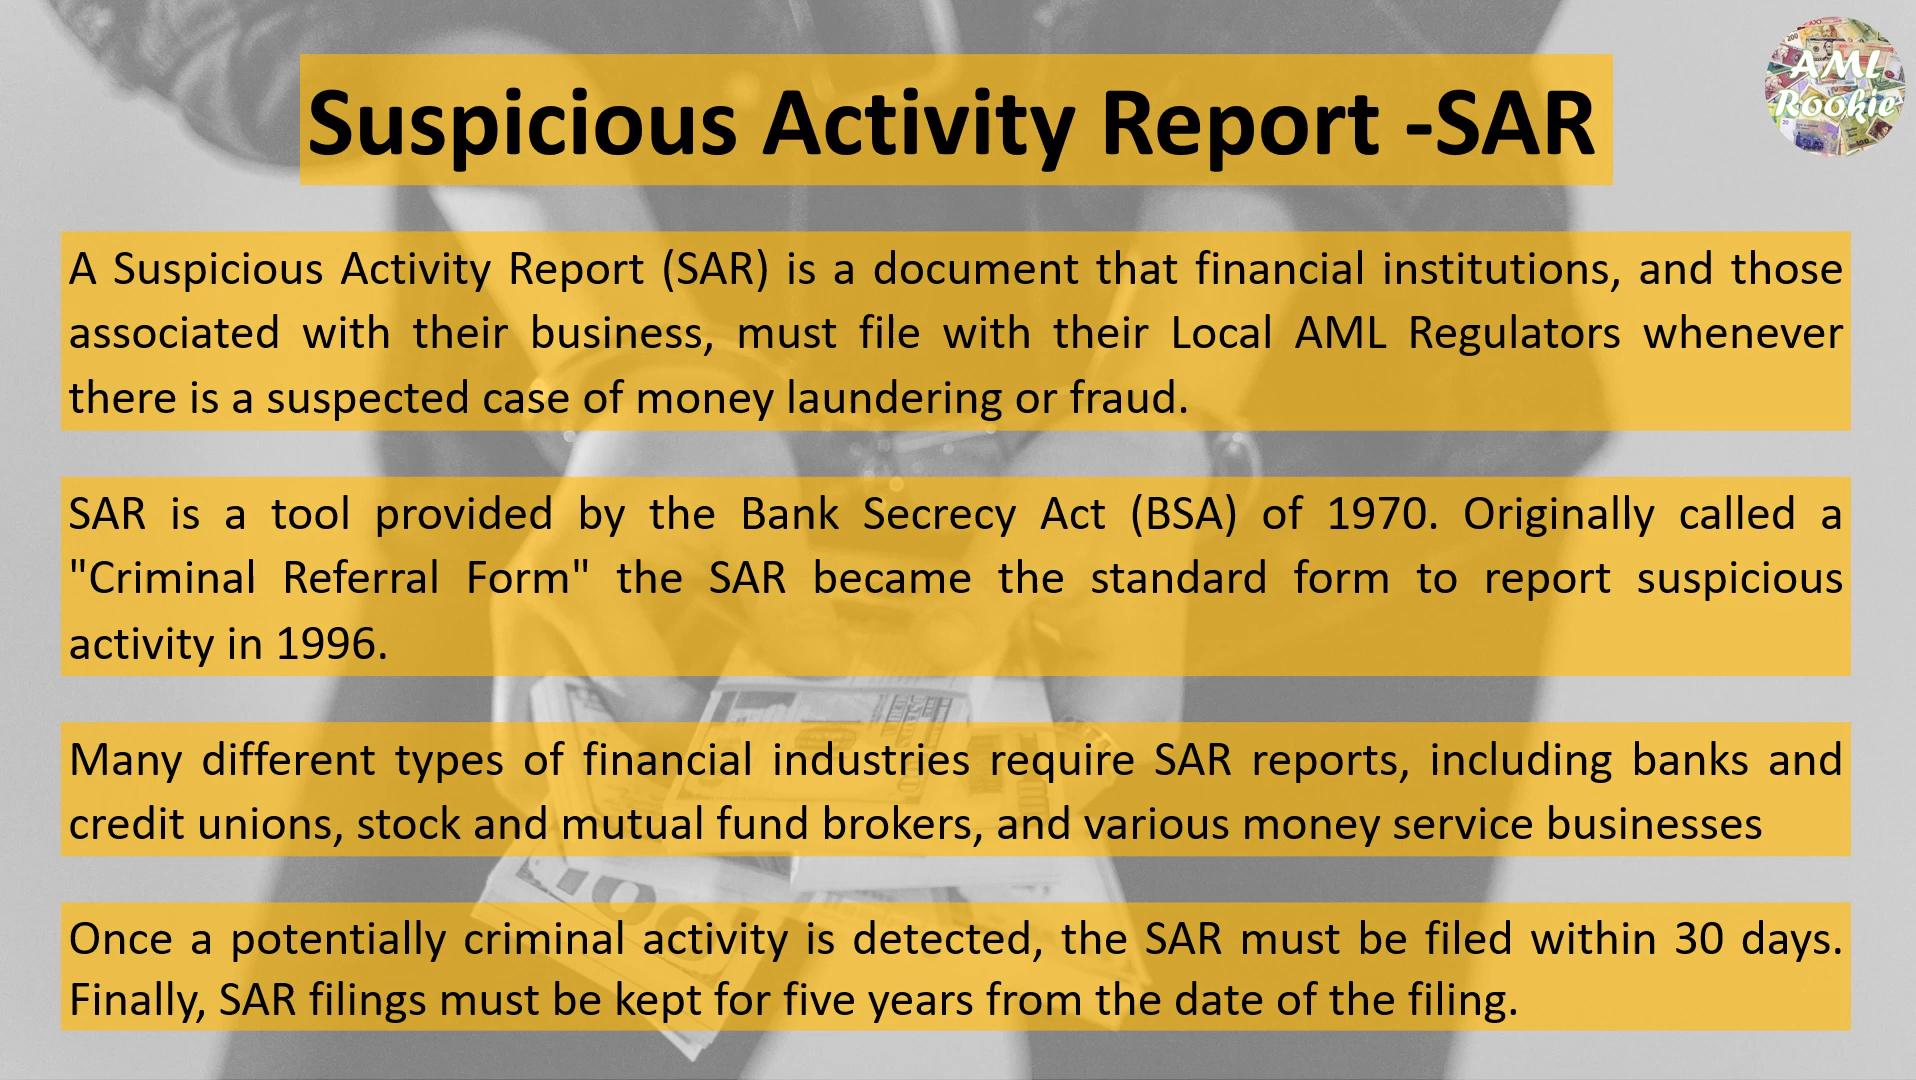 Suspicious Activity Report -SAR
AML
Rookie
A Suspicious Activity Report (SAR) is a document that financial institutions, and those
associated with their business, must file with their Local AML Regulators whenever
there is a suspected case of money laundering or fraud.
SAR is a tool provided by the Bank Secrecy Act (BSA) of 1970. Originally called a
"Criminal Referral Form" the SAR became the standard form to report suspicious
activity in 1996.
Many different types of financial industries require SAR reports, including banks and
credit unions, stock and mutual fund brokers, and various money service businesses
Once a potentially criminal activity is detected, the SAR must be filed within 30 days.
Finally, SAR filings must be kept for five years from the date of the filing.